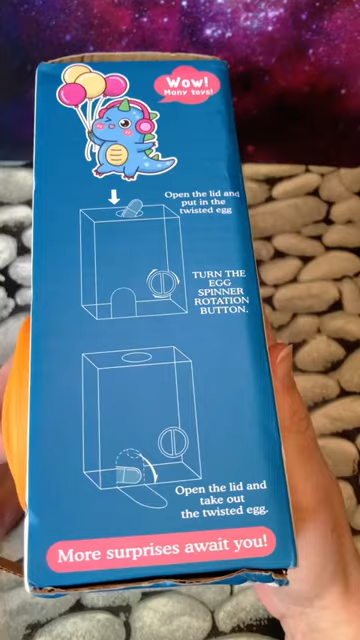 Wow!
Many toys!
Open the lid and
put in the
twisted egg
TURN THE
EGG
SPINNER
ROTATION
BUTTON.
Open the lid and
take out
the twisted egg.
More surprises await you!